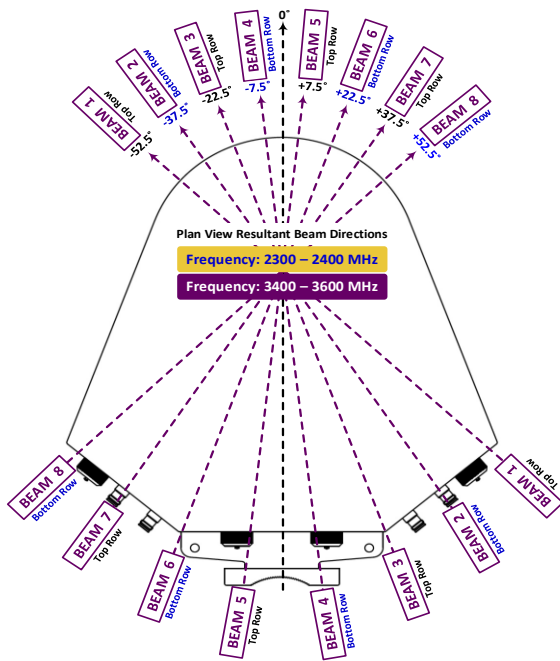 0°
BEAM 1
Top Row
-52.5°
BEAM 2
Bottom Row
-37.5°
BEAM 3
Top Row
-22.5°
BEAM 4
Bottom Row
-7.5°
BEAM 5
Top Row
+7.5°
BEAM 6
Bottom Row
+22.5°
BEAM 7
Top Row
+37.5°
BEAM 8
Bottom Row
+52.5°
Plan View Resultant Beam Directions
Frequency: 2300 – 2400 MHz
Frequency: 3400 – 3600 MHz
BEAM 8
Bottom Row
BEAM 7
Top Row
BEAM 6
Bottom Row
BEAM 5
Top Row
BEAM 4
Bottom Row
BEAM 3
Top Row
BEAM 2
Bottom Row
BEAM 1
Top Row